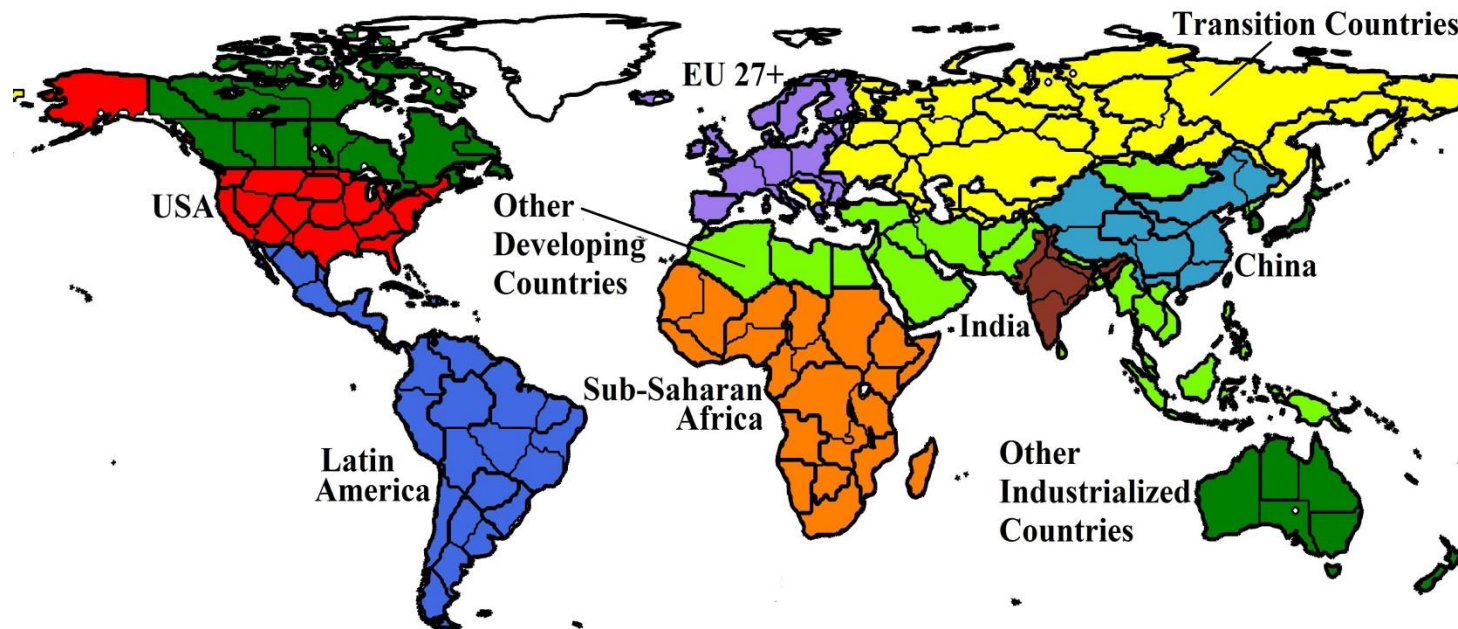 Transition Countries
EU 27+
USA
Other
Developing
Countries
China
India
Sub-Saharan
Africa
Latin
America
Other
Industrialized
Countries